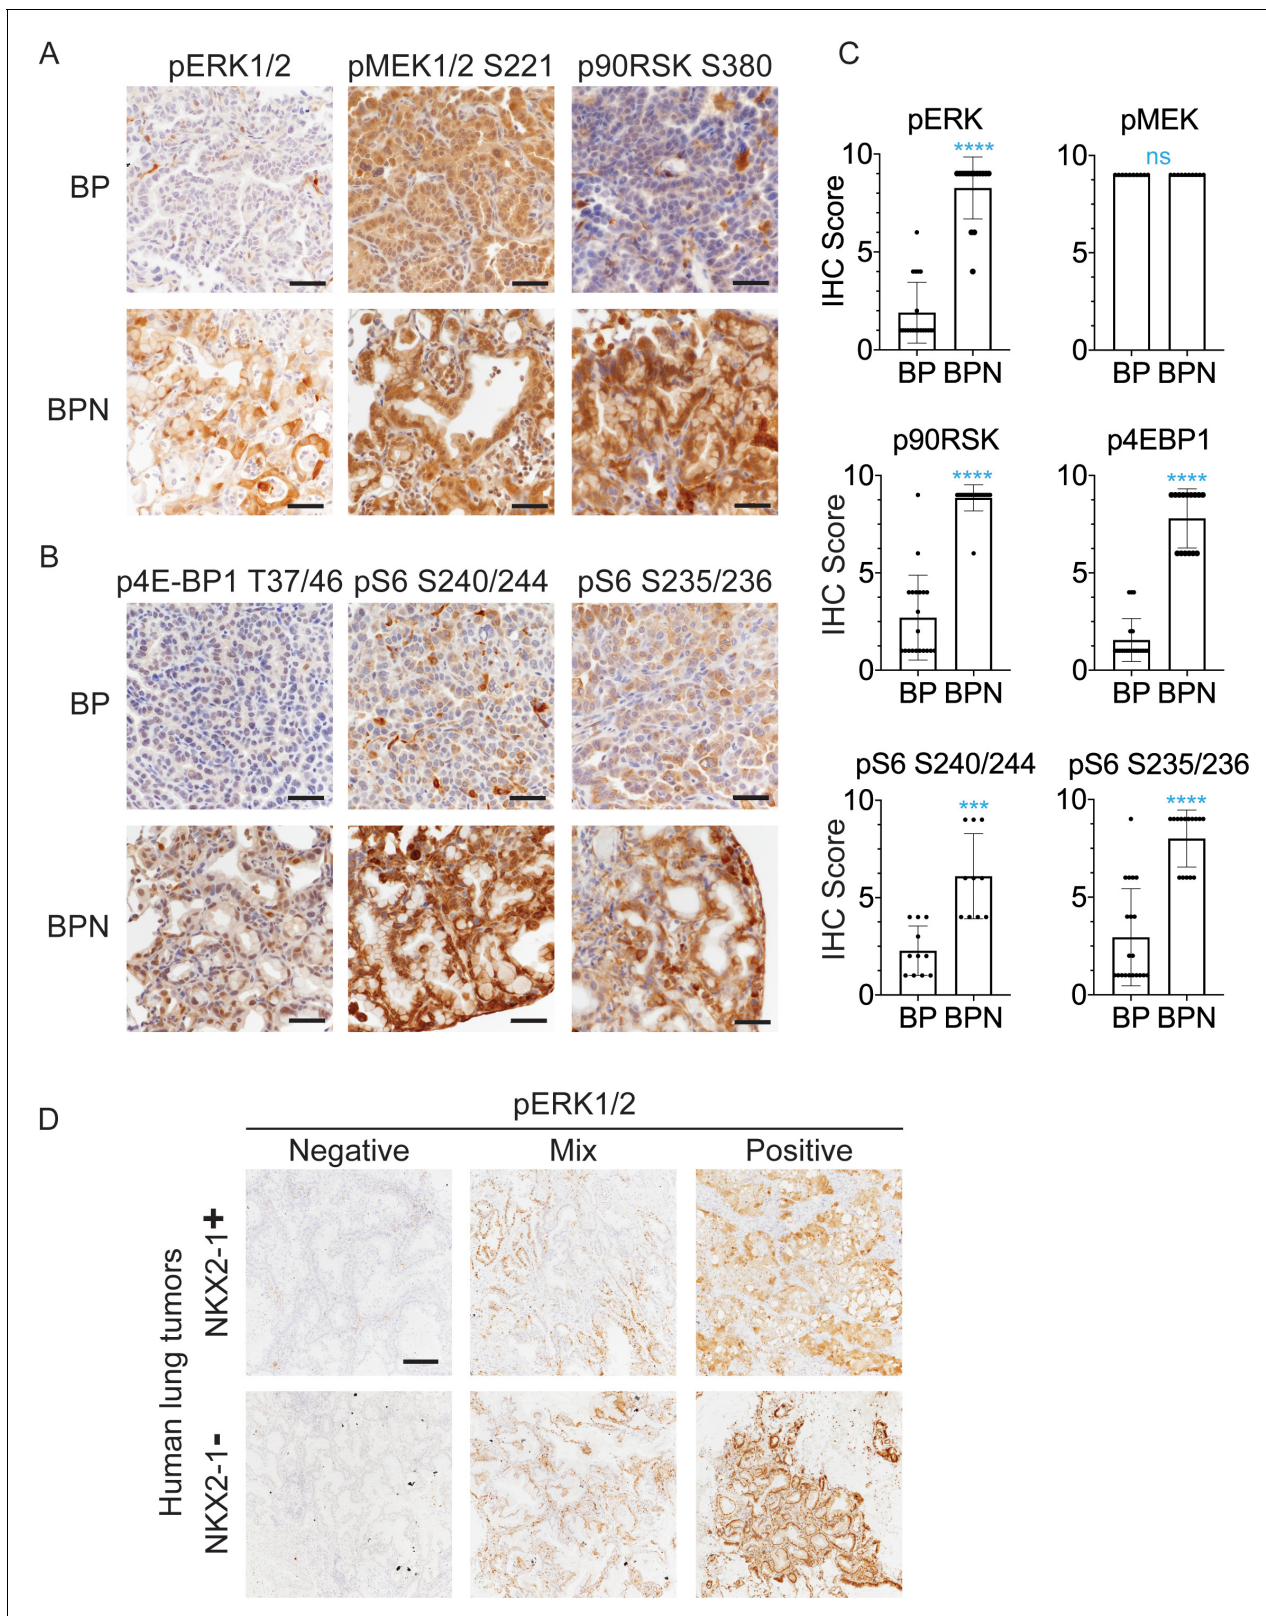 A
pERK1/2 pMEK1/2 S221 p90RSK S380
BP
BPN
B
p4E-BP1 T37/46 pS6 S240/244 pS6 S235/236
BP
BPN
C
pERK
****
10
5
0
IHC Score
BP BPN
pMEK
ns
10
5
0
BP BPN
p90RSK
****
10
5
0
IHC Score
BP BPN
p4EBP1
****
10
5
0
BP BPN
pS6 S240/244
***
10
5
0
IHC Score
BP BPN
pS6 S235/236
****
10
5
0
BP BPN
D
pERK1/2
Negative Mix Positive
Human lung tumors
NKX2-1+
NKX2-1-